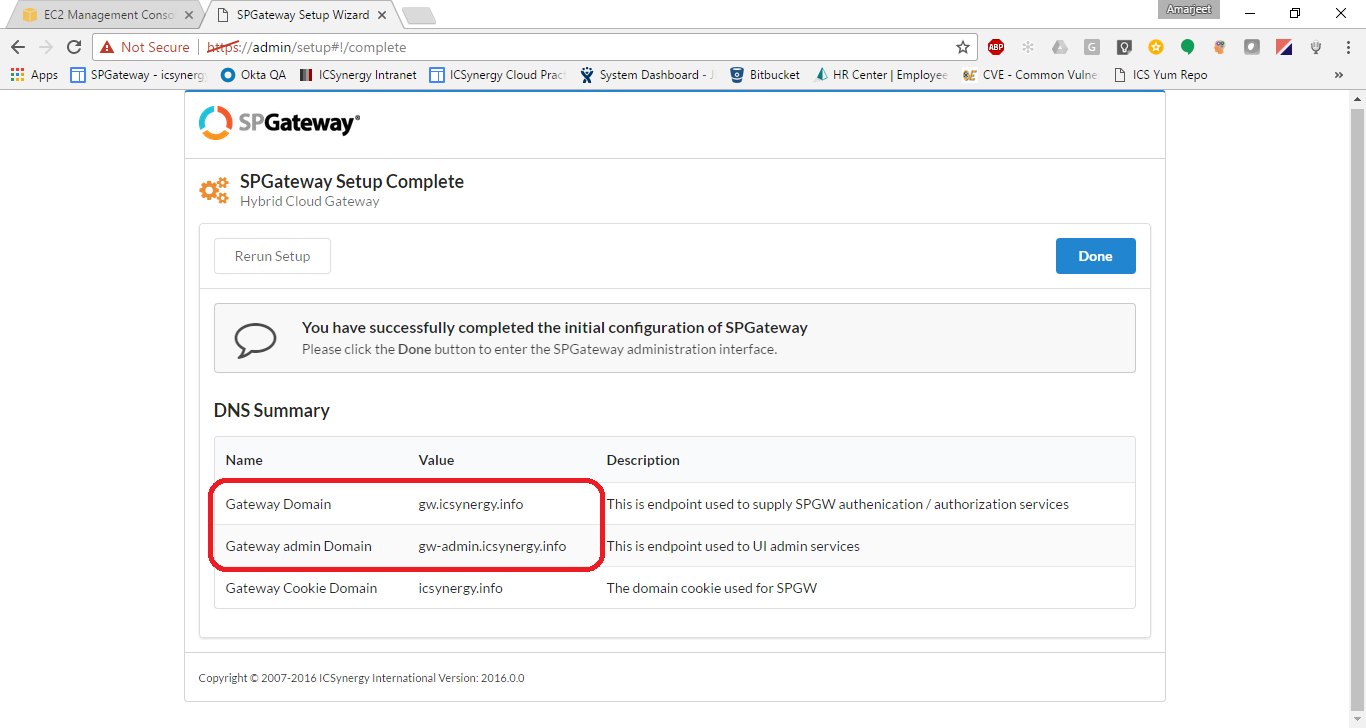 Amarjeet
EC2 Management Conso
SPGateway Setup Wizard
Not Secure https://admin/setup#!/complete
ABP G
Apps SPGateway - icsynerg Okta QA ICSynergy Intranet ICSynergy Cloud Pract System Dashboard - J Bitbucket HR Center | Employee CVE - Common Vulne ICS Yum Repo »
SPGateway®
SPGateway Setup Complete
Hybrid Cloud Gateway
Rerun Setup Done
You have successfully completed the initial configuration of SPGateway
Please click the Done button to enter the SPGateway administration interface.
DNS Summary
Name Value Description
Gateway Domain gw.icsynergy.info This is endpoint used to supply SPGW authenication / authorization services
Gateway admin Domain gw-admin.icsynergy.info This is endpoint used to UI admin services
Gateway Cookie Domain icsynergy.info The domain cookie used for SPGW
Copyright © 2007-2016 ICSynergy International Version: 2016.0.0